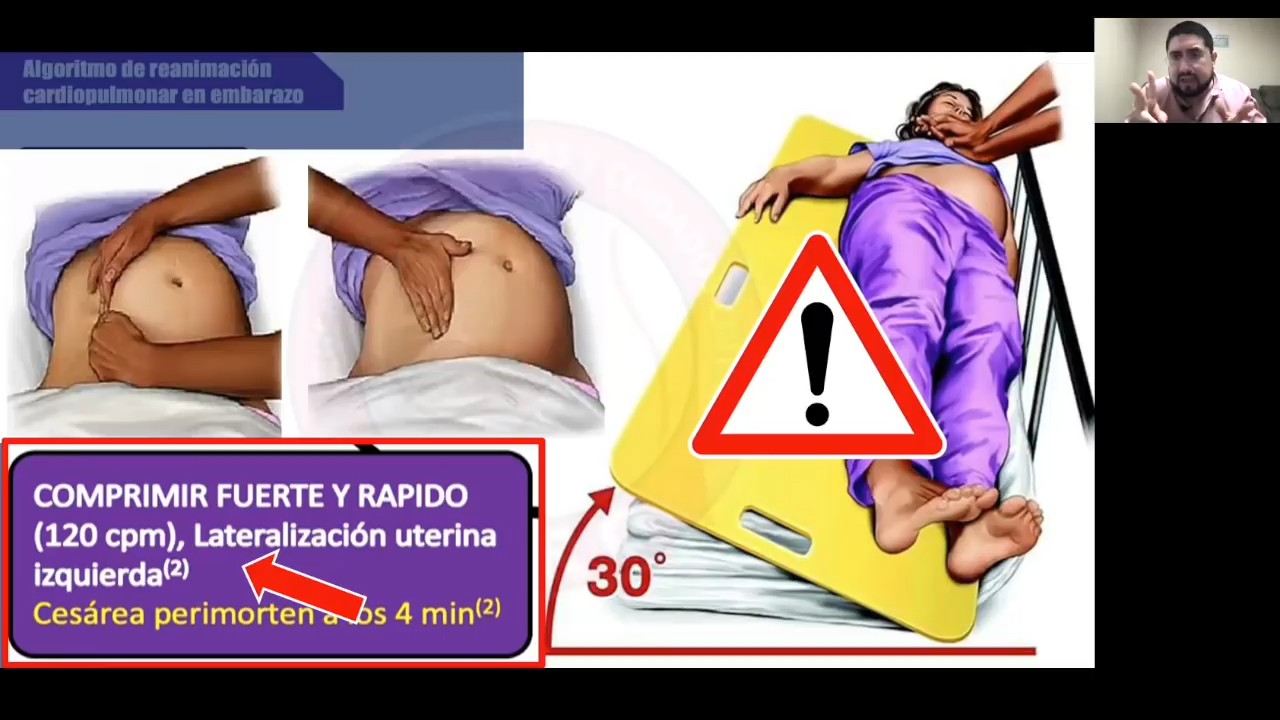 Algoritmo de reanimación
cardiopulmonar en embarazo
COMPRIMIR FUERTE Y RAPIDO
(120 cpm), Lateralización uterina
izquierda(2)
Cesárea perimorten a los 4 min(2)
30°